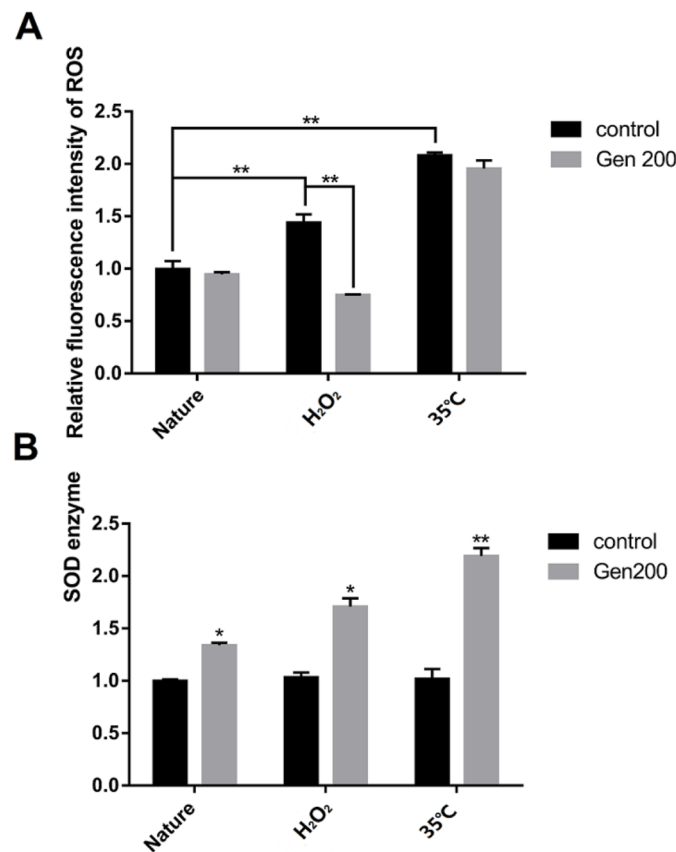 A
Relative fluorescence intensity of ROS
2.5
2.0
1.5
1.0
0.5
0.0
**
**
**
control
Gen 200
Nature
H₂O₂
35℃
B
SOD enzyme
2.5
2.0
1.5
1.0
0.5
0.0
*
*
**
control
Gen200
Nature
H₂O₂
35℃